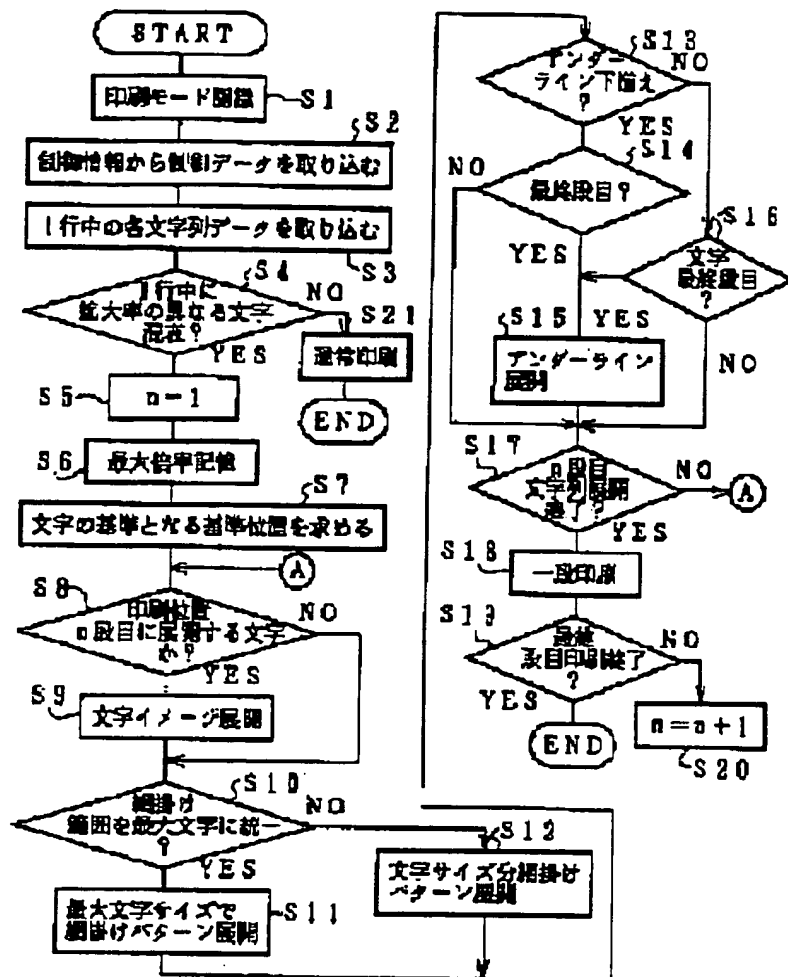 START
S1
S2
制御情報から制御データを取り込む
1行中の各文字列データを取り込む
S3
S4
1行中に
拡大率の異なる文字
混在?
NO
YES
S21
通常印刷
END
S5
n=1
S6
最大倍率記憶
S7
文字の基準となる基準位置を求める
A
S8
印刷位置
n段目に展開する文字
か?
NO
YES
S9
文字イメージ展開
S10
網掛け
範囲を最大文字に統一
?
NO
YES
S11
最大文字サイズで
網掛けパターン展開
S12
文字サイズ分網掛け
パターン展開
S13
アンダー
ライン下揃え
?
NO
YES
S14
最終段目?
NO
YES
S16
文字
最終段目
?
YES
NO
S15
アンダーライン
展開
S17
n段目
文字列展開
?
NO
A
YES
S18
一段印刷
S19
最終
段目印刷終了
?
NO
YES
END
n=n+1
S20